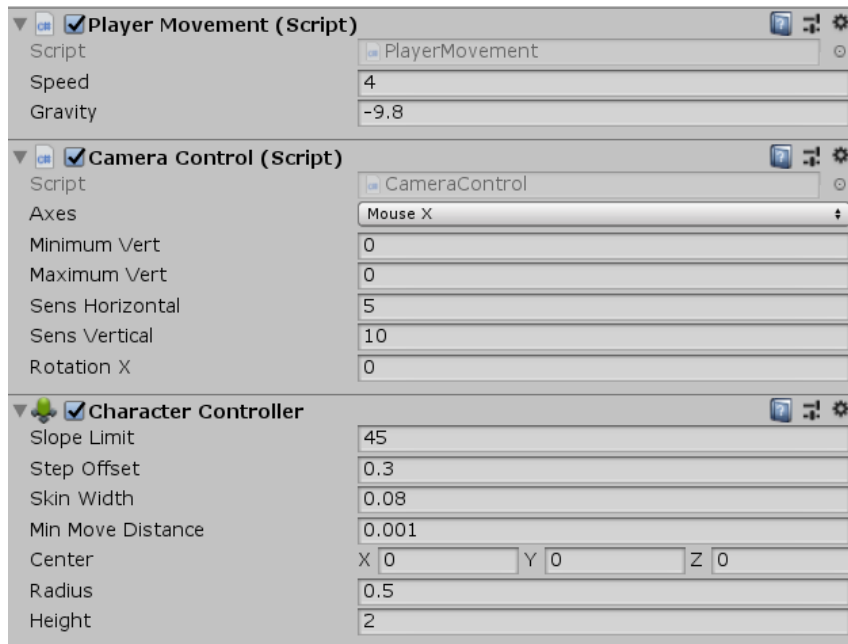 Player Movement (Script)
Script PlayerMovement
Speed 4
Gravity -9.8
Camera Control (Script)
Script CameraControl
Axes Mouse X
Minimum Vert 0
Maximum Vert 0
Sens Horizontal 5
Sens Vertical 10
Rotation X 0
Character Controller
Slope Limit 45
Step Offset 0.3
Skin Width 0.08
Min Move Distance 0.001
Center X 0 Y 0 Z 0
Radius 0.5
Height 2